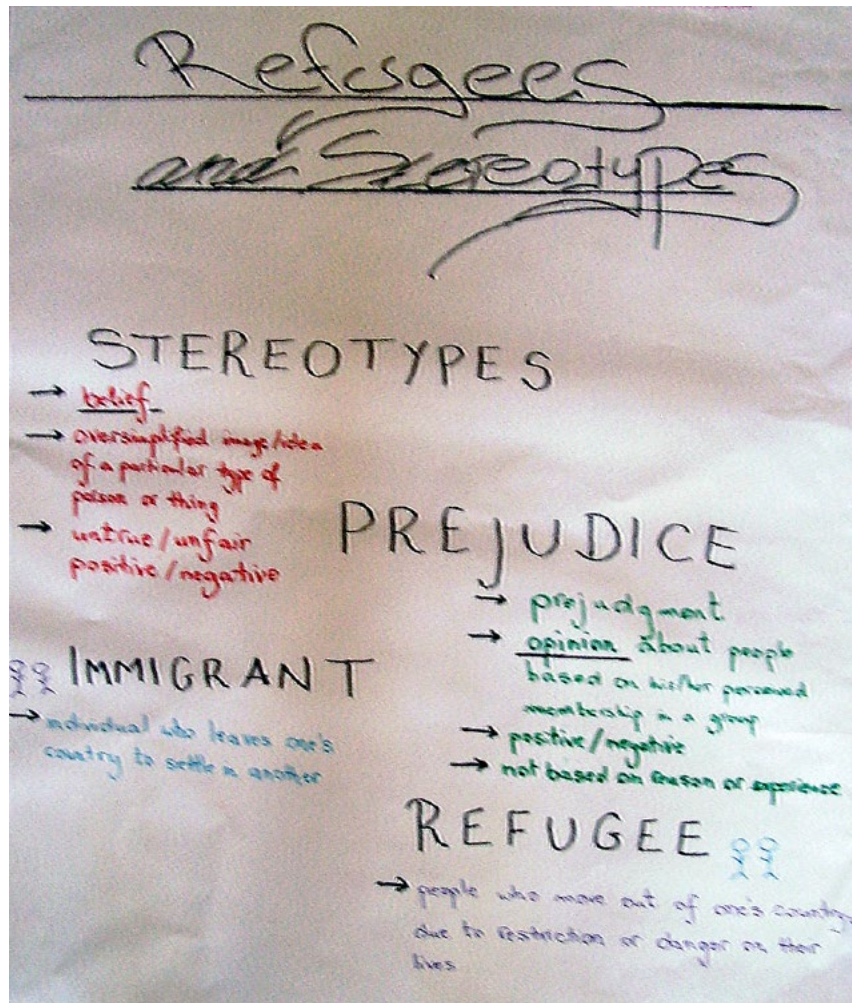 Refugees
and Stereotypes
STEREOTYPES
→ belief
→ oversimplified image/idea
of a particular type of
person or thing
→ untrue/unfair
positive/negative
PREJUDICE
→ prejudgment
→ opinion about people
based on his/her perceived
membership in a group
→ positive/negative
→ not based on reason or experience
IMMIGRANT
→ individual who leaves one's
country to settle in another
REFUGEE
→ people who move out of one's country
due to restriction or danger on their
lives